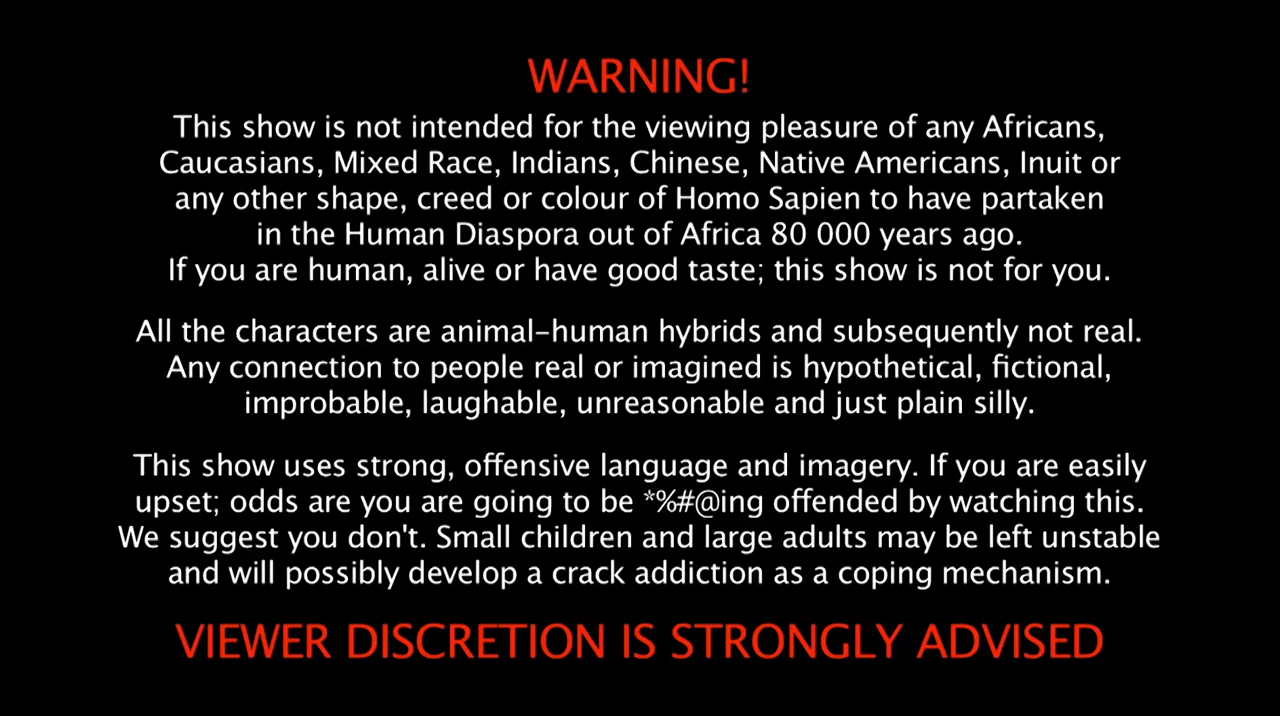 WARNING!
This show is not intended for the viewing pleasure of any Africans,
Caucasians, Mixed Race, Indians, Chinese, Native Americans, Inuit or
any other shape, creed or colour of Homo Sapien to have partaken
in the Human Diaspora out of Africa 80 000 years ago.
If you are human, alive or have good taste; this show is not for you.
All the characters are animal-human hybrids and subsequently not real.
Any connection to people real or imagined is hypothetical, fictional,
improbable, laughable, unreasonable and just plain silly.
This show uses strong, offensive language and imagery. If you are easily
upset; odds are you are going to be *%#@ing offended by watching this.
We suggest you don't. Small children and large adults may be left unstable
and will possibly develop a crack addiction as a coping mechanism.
VIEWER DISCRETION IS STRONGLY ADVISED